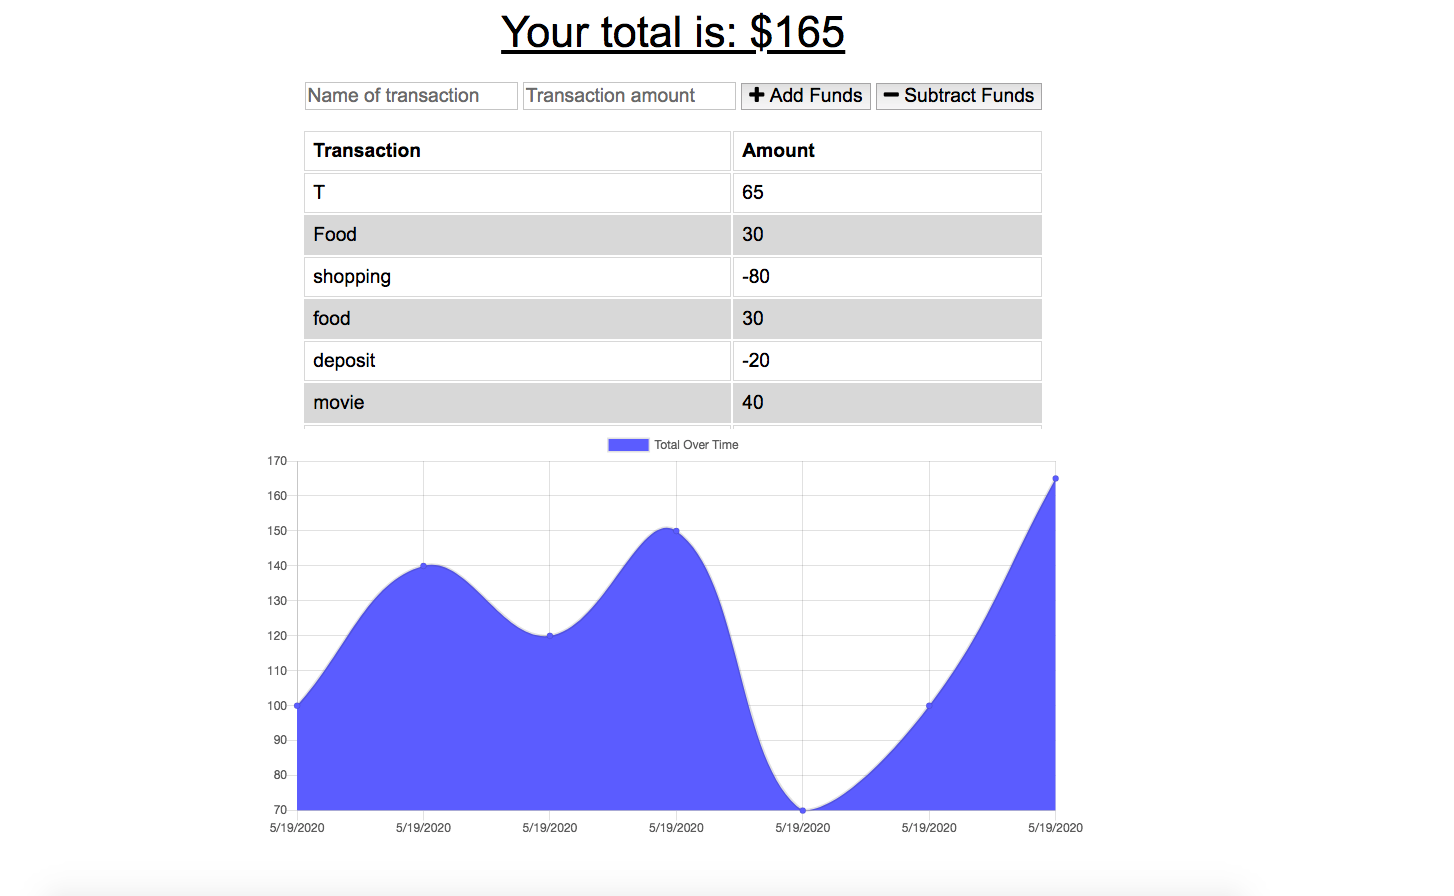 Your total is: $165
Name of transaction Transaction amount Add Funds Subtract Funds
Transaction Amount
T 65
Food 30
shopping -80
food 30
deposit -20
movie 40
Total Over Time
170
160
150
140
130
120
110
100
90
80
70
5/19/2020 5/19/2020 5/19/2020 5/19/2020 5/19/2020 5/19/2020 5/19/2020